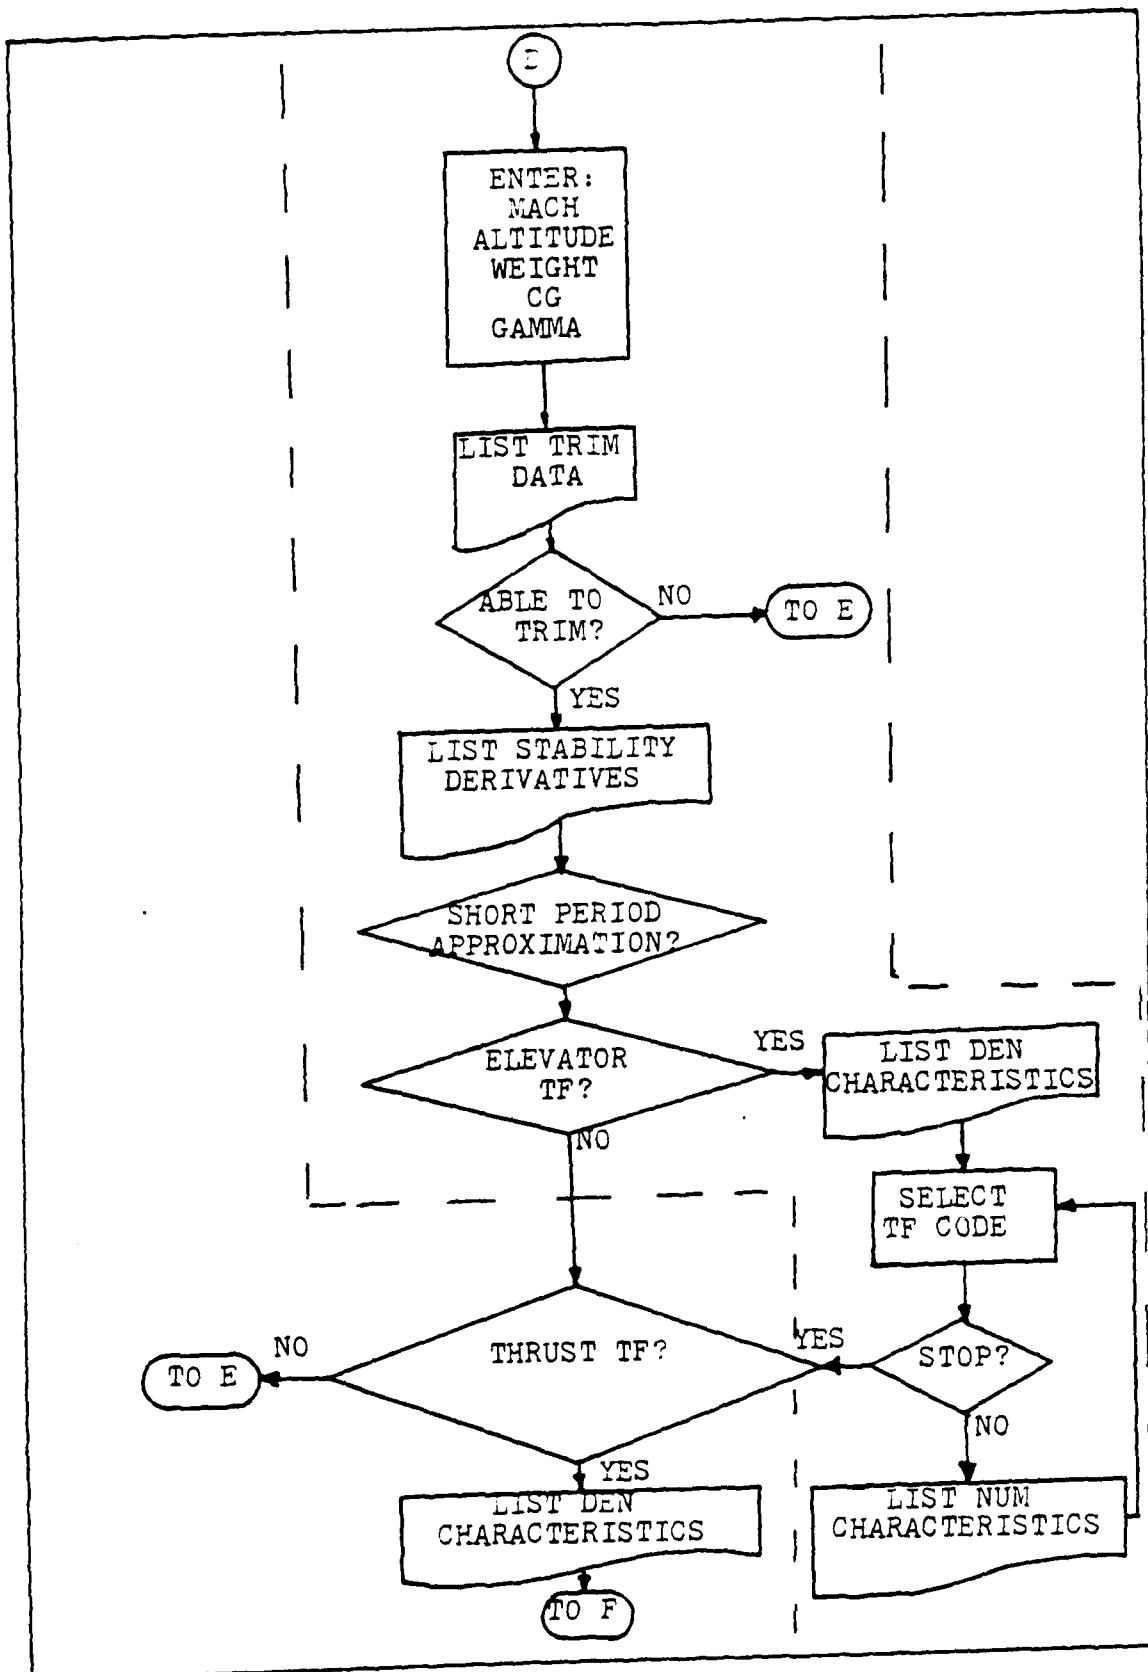 ENTER:
MACH
ALTITUDE
WEIGHT
CG
GAMMA
LIST TRIM
DATA
ABLE TO
TRIM?
NO
TO E
YES
LIST STABILITY
DERIVATIVES
SHORT PERIOD
APPROXIMATION?
ELEVATOR
TF?
YES
LIST DEN
CHARACTERISTICS
NO
SELECT
TF CODE
STOP?
YES
NO
LIST NUM
CHARACTERISTICS
THRUST TF?
NO
TO E
YES
LIST DEN
CHARACTERISTICS
TO F